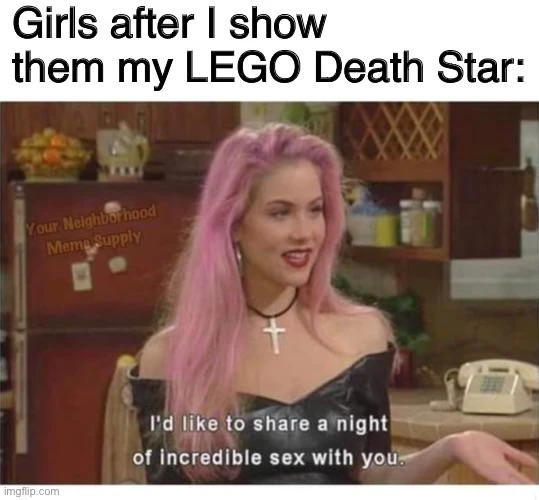 Girls after I show
them my LEGO Death Star:
Your Neighborhood
Meme Supply
I'd like to share a night
of incredible sex with you.
imgflip.com